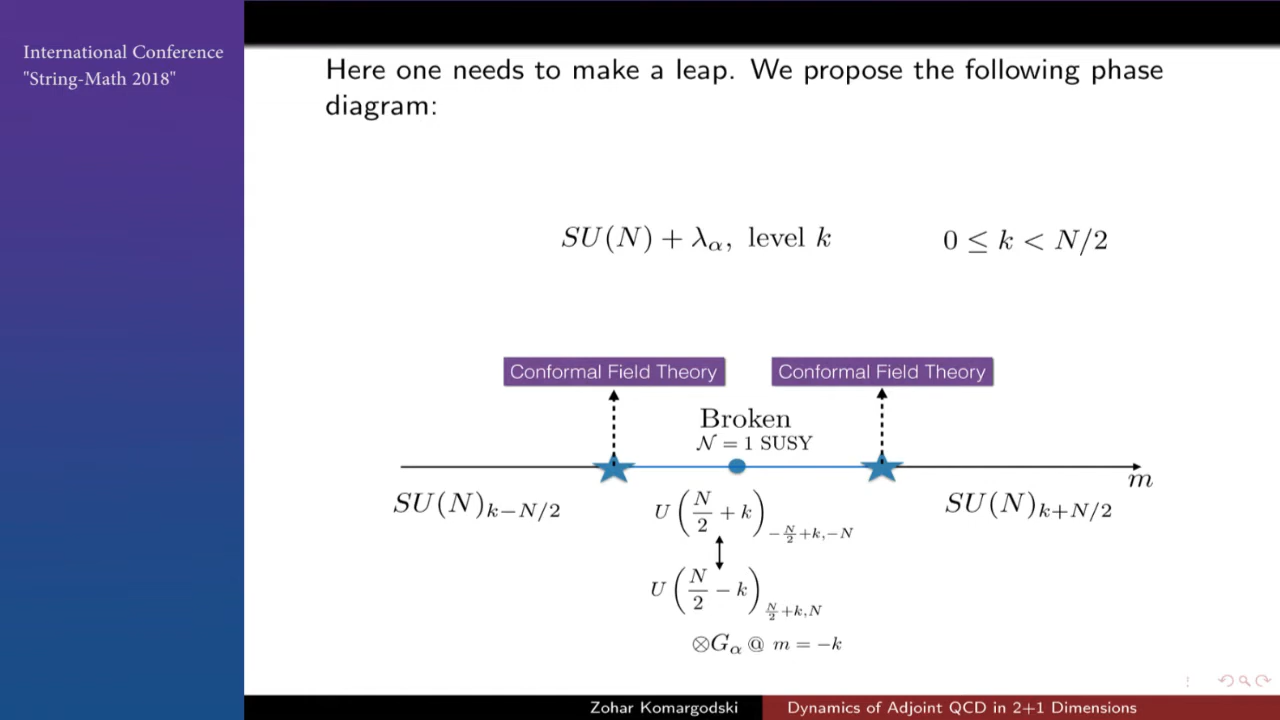 International Conference
"String-Math 2018"
Here one needs to make a leap. We propose the following phase
diagram:
SU(N) + λα, level k 0 ≤ k < N/2
Conformal Field Theory Conformal Field Theory
Broken
𝒩 = 1 SUSY
m
SU(N)k−N/2 U(N/2 + k)−N/2+k,−N SU(N)k+N/2
U(N/2 − k)N/2+k,N
⊗Gα @ m = −k
Zohar Komargodski Dynamics of Adjoint QCD in 2+1 Dimensions